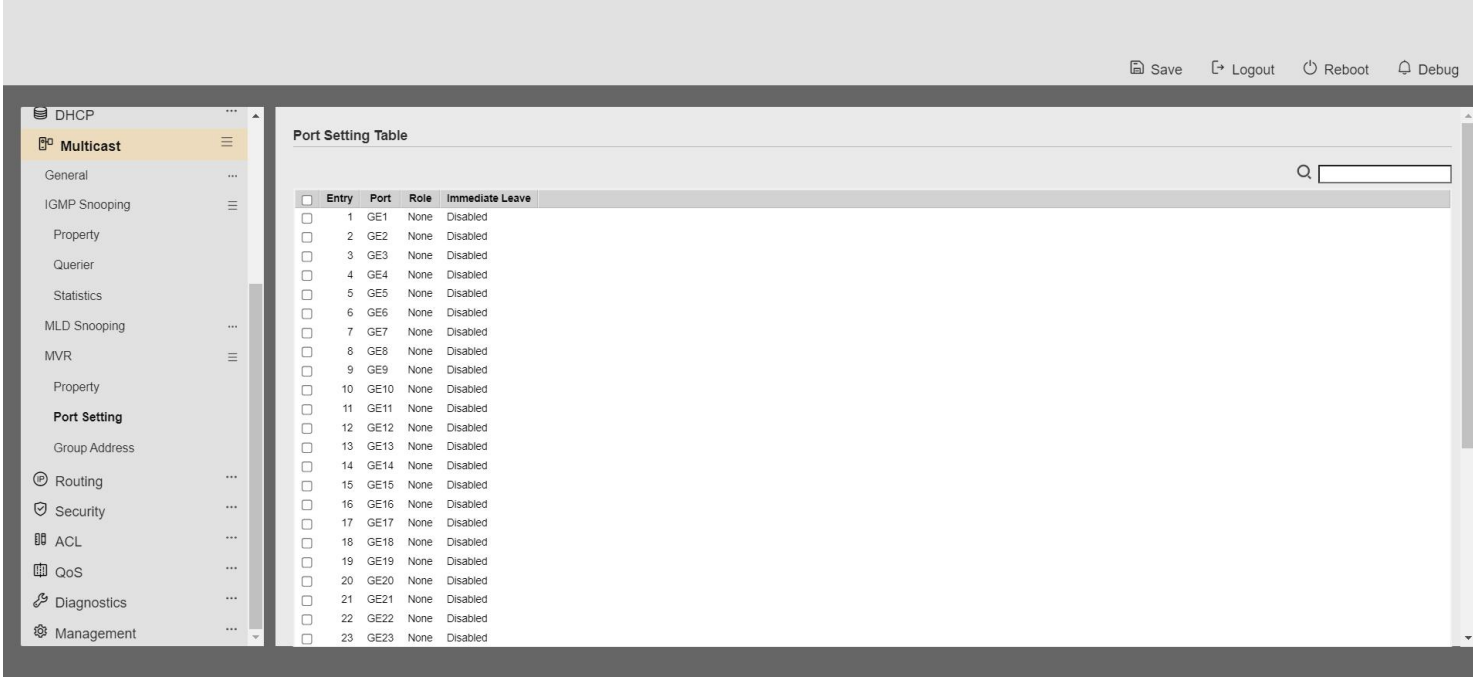 Save Logout Reboot Debug
DHCP ...
Multicast
General ...
IGMP Snooping
Property
Querier
Statistics
MLD Snooping ...
MVR
Property
Port Setting
Group Address
IP Routing ...
Security ...
ACL ...
QoS ...
Diagnostics ...
Management ...
Port Setting Table
Entry Port Role Immediate Leave
1 GE1 None Disabled
2 GE2 None Disabled
3 GE3 None Disabled
4 GE4 None Disabled
5 GE5 None Disabled
6 GE6 None Disabled
7 GE7 None Disabled
8 GE8 None Disabled
9 GE9 None Disabled
10 GE10 None Disabled
11 GE11 None Disabled
12 GE12 None Disabled
13 GE13 None Disabled
14 GE14 None Disabled
15 GE15 None Disabled
16 GE16 None Disabled
17 GE17 None Disabled
18 GE18 None Disabled
19 GE19 None Disabled
20 GE20 None Disabled
21 GE21 None Disabled
22 GE22 None Disabled
23 GE23 None Disabled